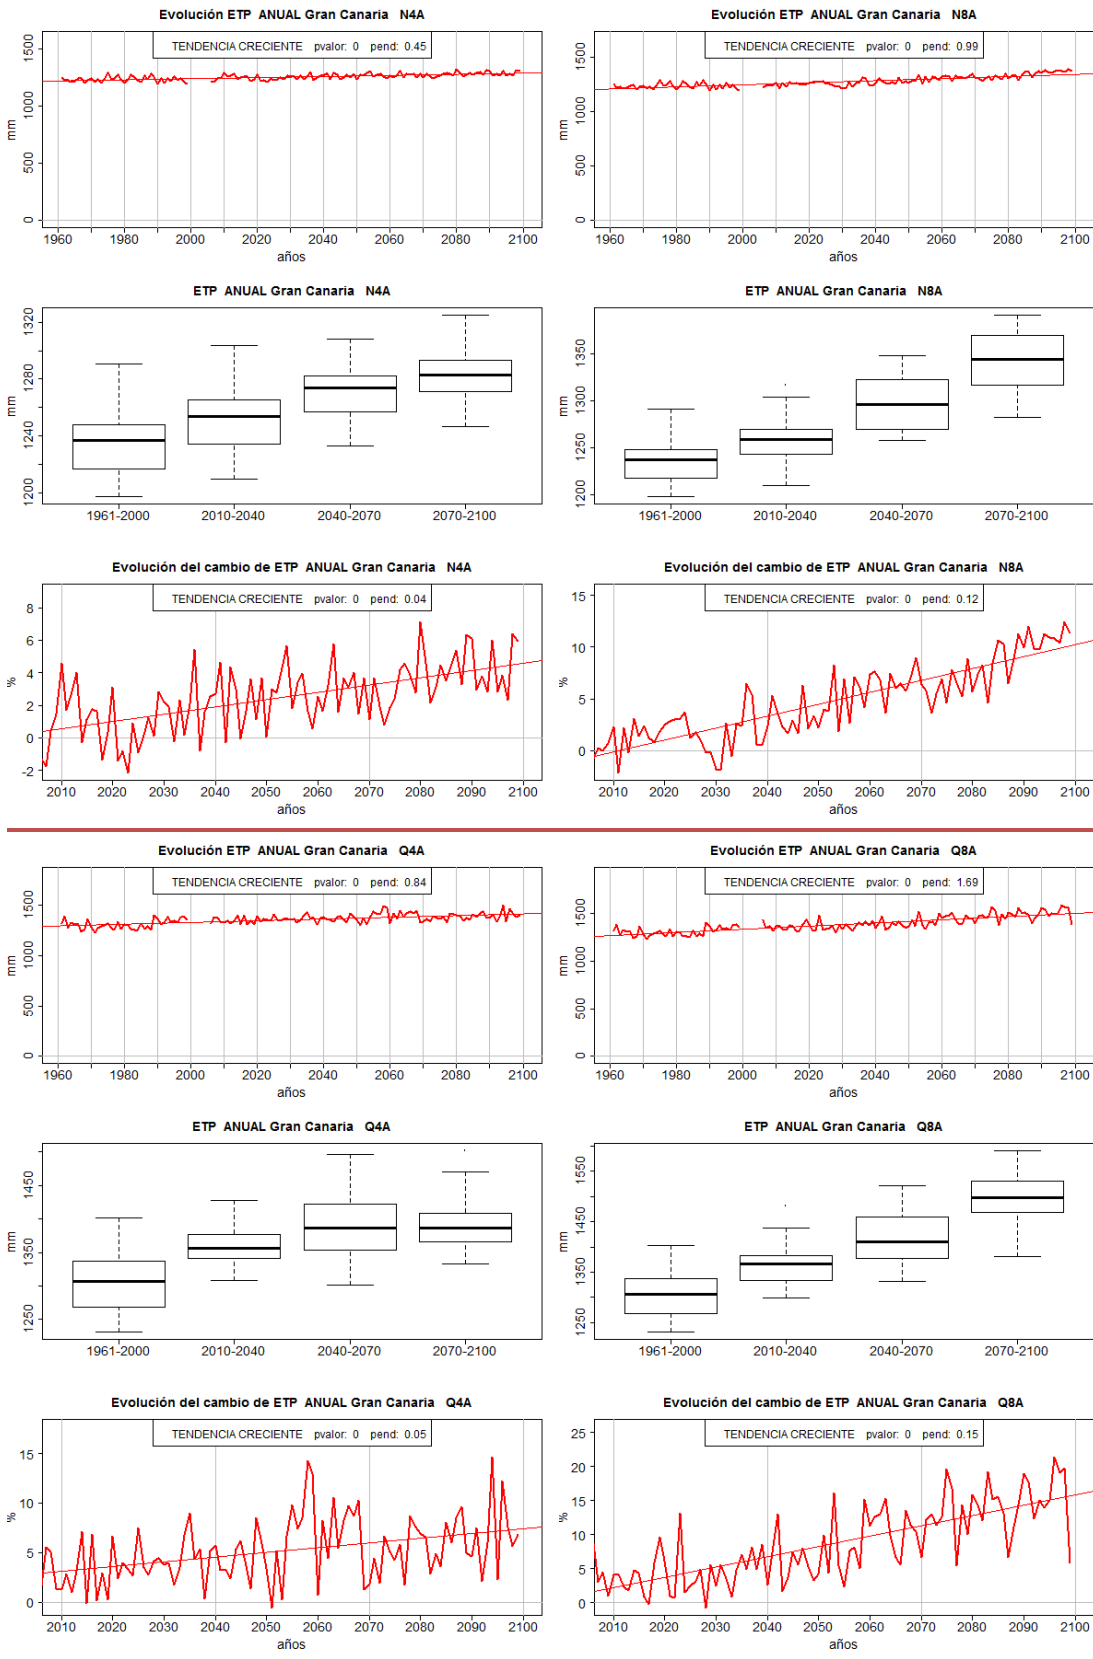 Evolución ETP ANUAL Gran Canaria N4A
TENDENCIA CRECIENTE pvalor: 0 pend: 0.45
mm
0 500 1000 1500
1960 1980 2000 2020 2040 2060 2080 2100
años
Evolución ETP ANUAL Gran Canaria N8A
TENDENCIA CRECIENTE pvalor: 0 pend: 0.99
mm
0 500 1000 1500
1960 1980 2000 2020 2040 2060 2080 2100
años
ETP ANUAL Gran Canaria N4A
mm
1200 1240 1280 1320
1961-2000 2010-2040 2040-2070 2070-2100
ETP ANUAL Gran Canaria N8A
mm
1200 1250 1300 1350
1961-2000 2010-2040 2040-2070 2070-2100
Evolución del cambio de ETP ANUAL Gran Canaria N4A
TENDENCIA CRECIENTE pvalor: 0 pend: 0.04
%
8
6
4
2
0
-2
2010 2020 2030 2040 2050 2060 2070 2080 2090 2100
años
Evolución del cambio de ETP ANUAL Gran Canaria N8A
TENDENCIA CRECIENTE pvalor: 0 pend: 0.12
%
15
10
5
0
2010 2020 2030 2040 2050 2060 2070 2080 2090 2100
años
Evolución ETP ANUAL Gran Canaria Q4A
TENDENCIA CRECIENTE pvalor: 0 pend: 0.84
mm
0 500 1000 1500
1960 1980 2000 2020 2040 2060 2080 2100
años
Evolución ETP ANUAL Gran Canaria Q8A
TENDENCIA CRECIENTE pvalor: 0 pend: 1.69
mm
0 500 1000 1500
1960 1980 2000 2020 2040 2060 2080 2100
años
ETP ANUAL Gran Canaria Q4A
mm
1250 1350 1450
1961-2000 2010-2040 2040-2070 2070-2100
ETP ANUAL Gran Canaria Q8A
mm
1250 1350 1450 1550
1961-2000 2010-2040 2040-2070 2070-2100
Evolución del cambio de ETP ANUAL Gran Canaria Q4A
TENDENCIA CRECIENTE pvalor: 0 pend: 0.05
%
15
10
5
0
2010 2020 2030 2040 2050 2060 2070 2080 2090 2100
años
Evolución del cambio de ETP ANUAL Gran Canaria Q8A
TENDENCIA CRECIENTE pvalor: 0 pend: 0.15
%
25
20
15
10
5
0
2010 2020 2030 2040 2050 2060 2070 2080 2090 2100
años